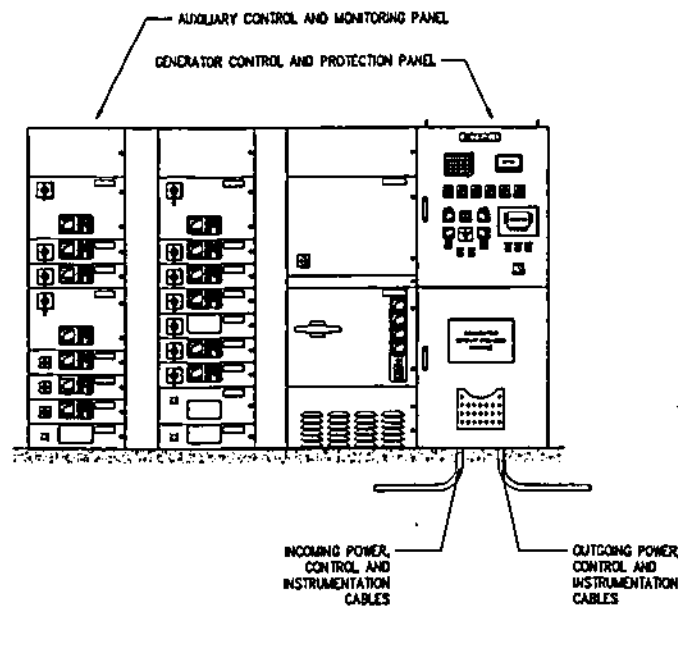 AUXILIARY CONTROL AND MONITORING PANEL
GENERATOR CONTROL AND PROTECTION PANEL
INCOMING POWER,
CONTROL AND
INSTRUMENTATION
CABLES
OUTGOING POWER,
CONTROL AND
INSTRUMENTATION
CABLES